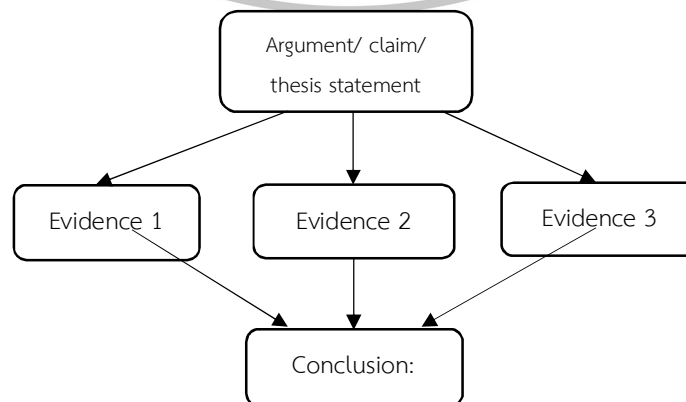 Argument/ claim/
thesis statement
Evidence 1
Evidence 2
Evidence 3
Conclusion: